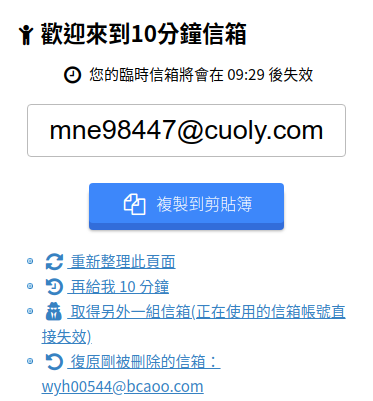 歡迎來到10分鐘信箱
您的臨時信箱將會在 09:29 後失效
mne98447@cuoly.com
複製到剪貼簿
重新整理此頁面
再給我 10 分鐘
取得另外一組信箱(正在使用的信箱帳號直
接失效)
復原剛被刪除的信箱：
wyh00544@bcaoo.com